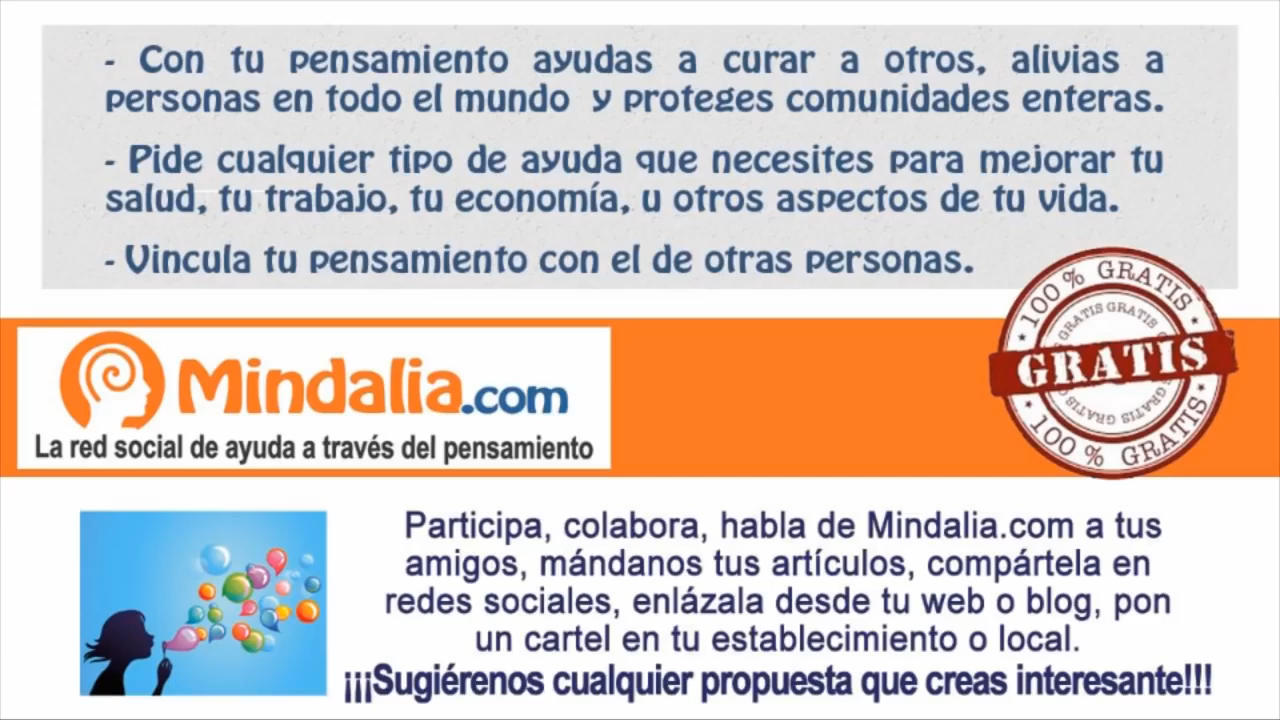 - Con tu pensamiento ayudas a curar a otros, alivias a
personas en todo el mundo y proteges comunidades enteras.
- Pide cualquier tipo de ayuda que necesites para mejorar tu
salud, tu trabajo, tu economía, u otros aspectos de tu vida.
- Vincula tu pensamiento con el de otras personas.
100 % GRATIS
GRATIS GRATIS
GRATIS
GRATIS GRATIS
100 % GRATIS
Mindalia.com
La red social de ayuda a través del pensamiento
Participa, colabora, habla de Mindalia.com a tus
amigos, mándanos tus artículos, compártela en
redes sociales, enlázala desde tu web o blog, pon
un cartel en tu establecimiento o local.
¡¡¡Sugiérenos cualquier propuesta que creas interesante!!!